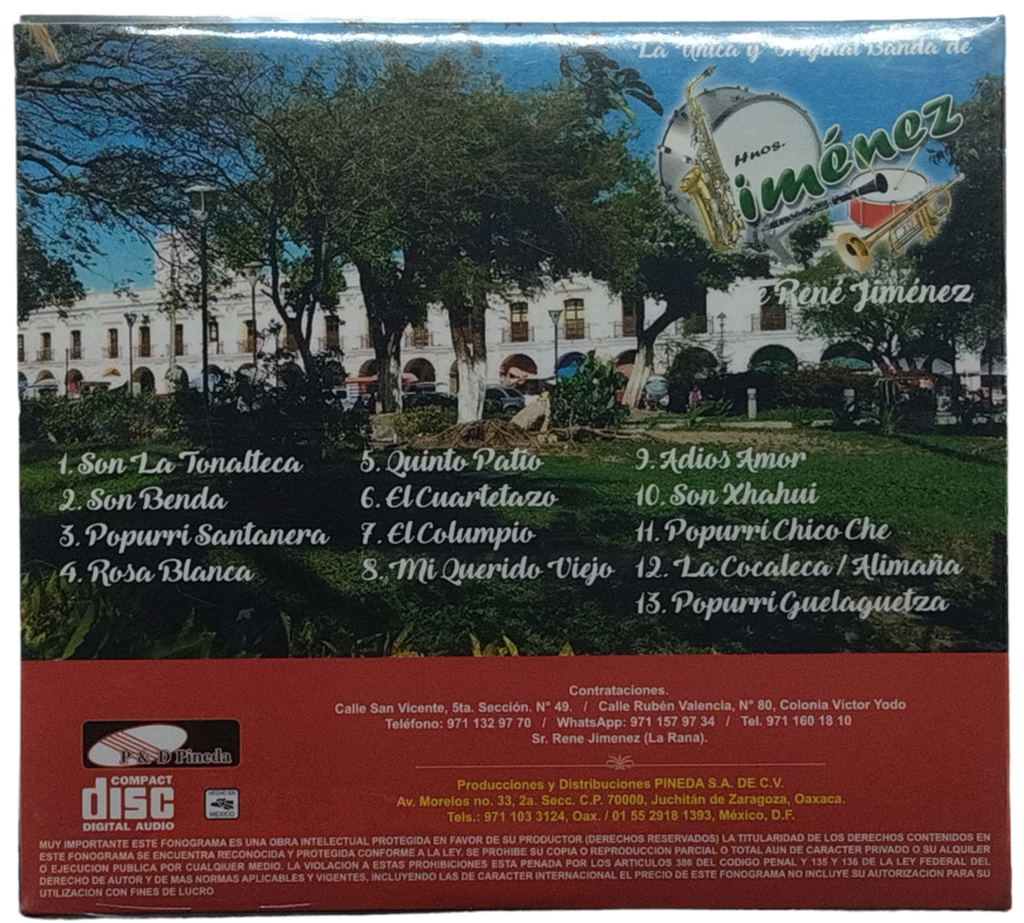 La Única y Original Banda de
Hnos.
Jiménez
de René Jiménez
1. Son La Tonalteca
2. Son Benda
3. Popurrí Santanera
4. Rosa Blanca
5. Quinto Patio
6. El Cuartetazo
7. El Columpio
8. Mi Querido Viejo
9. Adios Amor
10. Son Xhahui
11. Popurrí Chico Che
12. La Cocaleca / Alimaña
13. Popurrí Guelaguetza
Contrataciones.
Calle San Vicente, 5ta. Sección. N° 49. / Calle Rubén Valencia, N° 80, Colonia Víctor Yodo
Teléfono: 971 132 97 70 / WhatsApp: 971 157 97 34 / Tel. 971 160 18 10
Sr. Rene Jimenez (La Rana).
P & D Pineda
COMPACT
disc
DIGITAL AUDIO
HECHO EN
MEXICO
Producciones y Distribuciones PINEDA S.A. DE C.V.
Av. Morelos no. 33, 2a. Secc. C.P. 70000, Juchitán de Zaragoza, Oaxaca.
Tels.: 971 103 3124, Oax. / 01 55 2918 1393, México, D.F.
MUY IMPORTANTE ESTE FONOGRAMA ES UNA OBRA INTELECTUAL PROTEGIDA EN FAVOR DE SU PRODUCTOR (DERECHOS RESERVADOS) LA TITULARIDAD DE LOS DERECHOS CONTENIDOS EN
ESTE FONOGRAMA SE ENCUENTRA RECONOCIDA Y PROTEGIDA CONFORME A LA LEY. SE PROHIBE SU COPIA O REPRODUCCION PARCIAL O TOTAL AUN DE CARACTER PRIVADO O SU ALQUILER
O EJECUCION PUBLICA POR CUALQUIER MEDIO. LA VIOLACION A ESTAS PROHIBICIONES ESTA PENADA POR LOS ARTICULOS 386 DEL CODIGO PENAL Y 135 Y 136 DE LA LEY FEDERAL DEL
DERECHO DE AUTOR Y DE MAS NORMAS APLICABLES Y VIGENTES, INCLUYENDO LAS DE CARACTER INTERNACIONAL EL PRECIO DE ESTE FONOGRAMA NO INCLUYE SU AUTORIZACION PARA SU
UTILIZACION CON FINES DE LUCRO